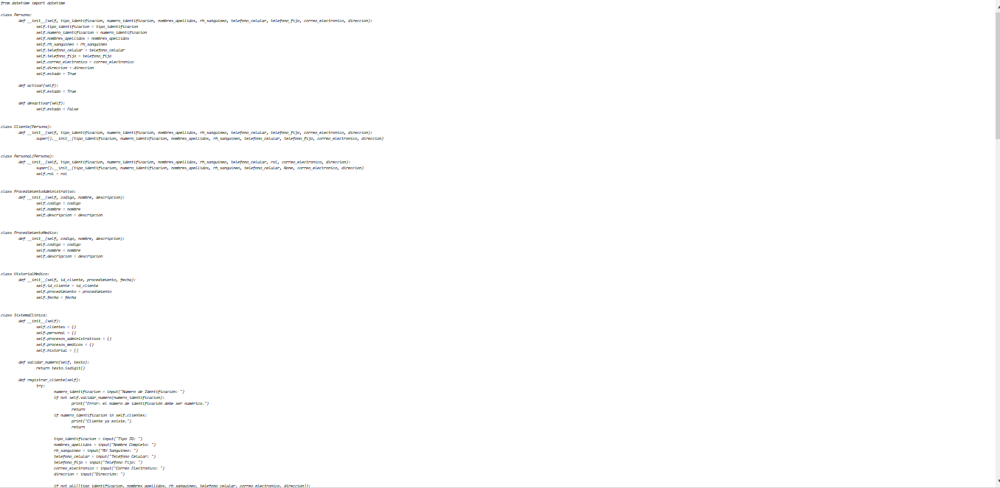 from datetime import datetime
class Persona:
def __init__(self, tipo_identificacion, numero_identificacion, nombres_apellidos, rh_sanguineo, telefono_celular, telefono_fijo, correo_electronico, direccion):
self.tipo_identificacion = tipo_identificacion
self.numero_identificacion = numero_identificacion
self.nombres_apellidos = nombres_apellidos
self.rh_sanguineo = rh_sanguineo
self.telefono_celular = telefono_celular
self.telefono_fijo = telefono_fijo
self.correo_electronico = correo_electronico
self.direccion = direccion
self.estado = True
def activar(self):
self.estado = True
def desactivar(self):
self.estado = False
class Cliente(Persona):
def __init__(self, tipo_identificacion, numero_identificacion, nombres_apellidos, rh_sanguineo, telefono_celular, telefono_fijo, correo_electronico, direccion):
super().__init__(tipo_identificacion, numero_identificacion, nombres_apellidos, rh_sanguineo, telefono_celular, telefono_fijo, correo_electronico, direccion)
class Personal(Persona):
def __init__(self, tipo_identificacion, numero_identificacion, nombres_apellidos, rh_sanguineo, telefono_celular, rol, correo_electronico, direccion):
super().__init__(tipo_identificacion, numero_identificacion, nombres_apellidos, rh_sanguineo, telefono_celular, None, correo_electronico, direccion)
self.rol = rol
class ProcedimientoAdministrativo:
def __init__(self, codigo, nombre, descripcion):
self.codigo = codigo
self.nombre = nombre
self.descripcion = descripcion
class ProcedimientoMedico:
def __init__(self, codigo, nombre, descripcion):
self.codigo = codigo
self.nombre = nombre
self.descripcion = descripcion
class HistorialMedico:
def __init__(self, id_cliente, procedimiento, fecha):
self.id_cliente = id_cliente
self.procedimiento = procedimiento
self.fecha = fecha
class SistemaClinica:
def __init__(self):
self.clientes = {}
self.personal = {}
self.procesos_administrativos = {}
self.procesos_medicos = {}
self.historial = []
def validar_numero(self, texto):
return texto.isdigit()
def registrar_cliente(self):
try:
numero_identificacion = input("Numero de Identificación: ")
if not self.validar_numero(numero_identificacion):
print("Error: el número de identificación debe ser numérico.")
return
if numero_identificacion in self.clientes:
print("Cliente ya existe.")
return
tipo_identificacion = input("Tipo ID: ")
nombres_apellidos = input("Nombre Completo: ")
rh_sanguineo = input("RH Sanguíneo: ")
telefono_celular = input("Teléfono Celular: ")
telefono_fijo = input("Teléfono Fijo: ")
correo_electronico = input("Correo Electronico: ")
direccion = input("Dirección: ")
if not all([tipo_identificacion, nombres_apellidos, rh_sanguineo, telefono_celular, correo_electronico, direccion]):